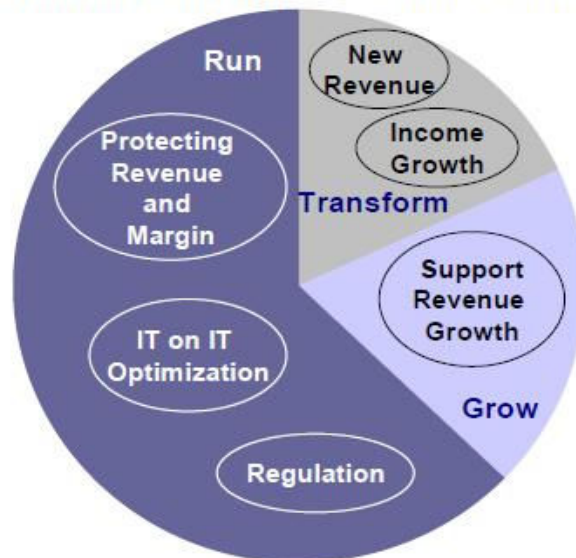 Run
Protecting
Revenue
and
Margin
IT on IT
Optimization
Regulation
New
Revenue
Income
Growth
Transform
Support
Revenue
Growth
Grow